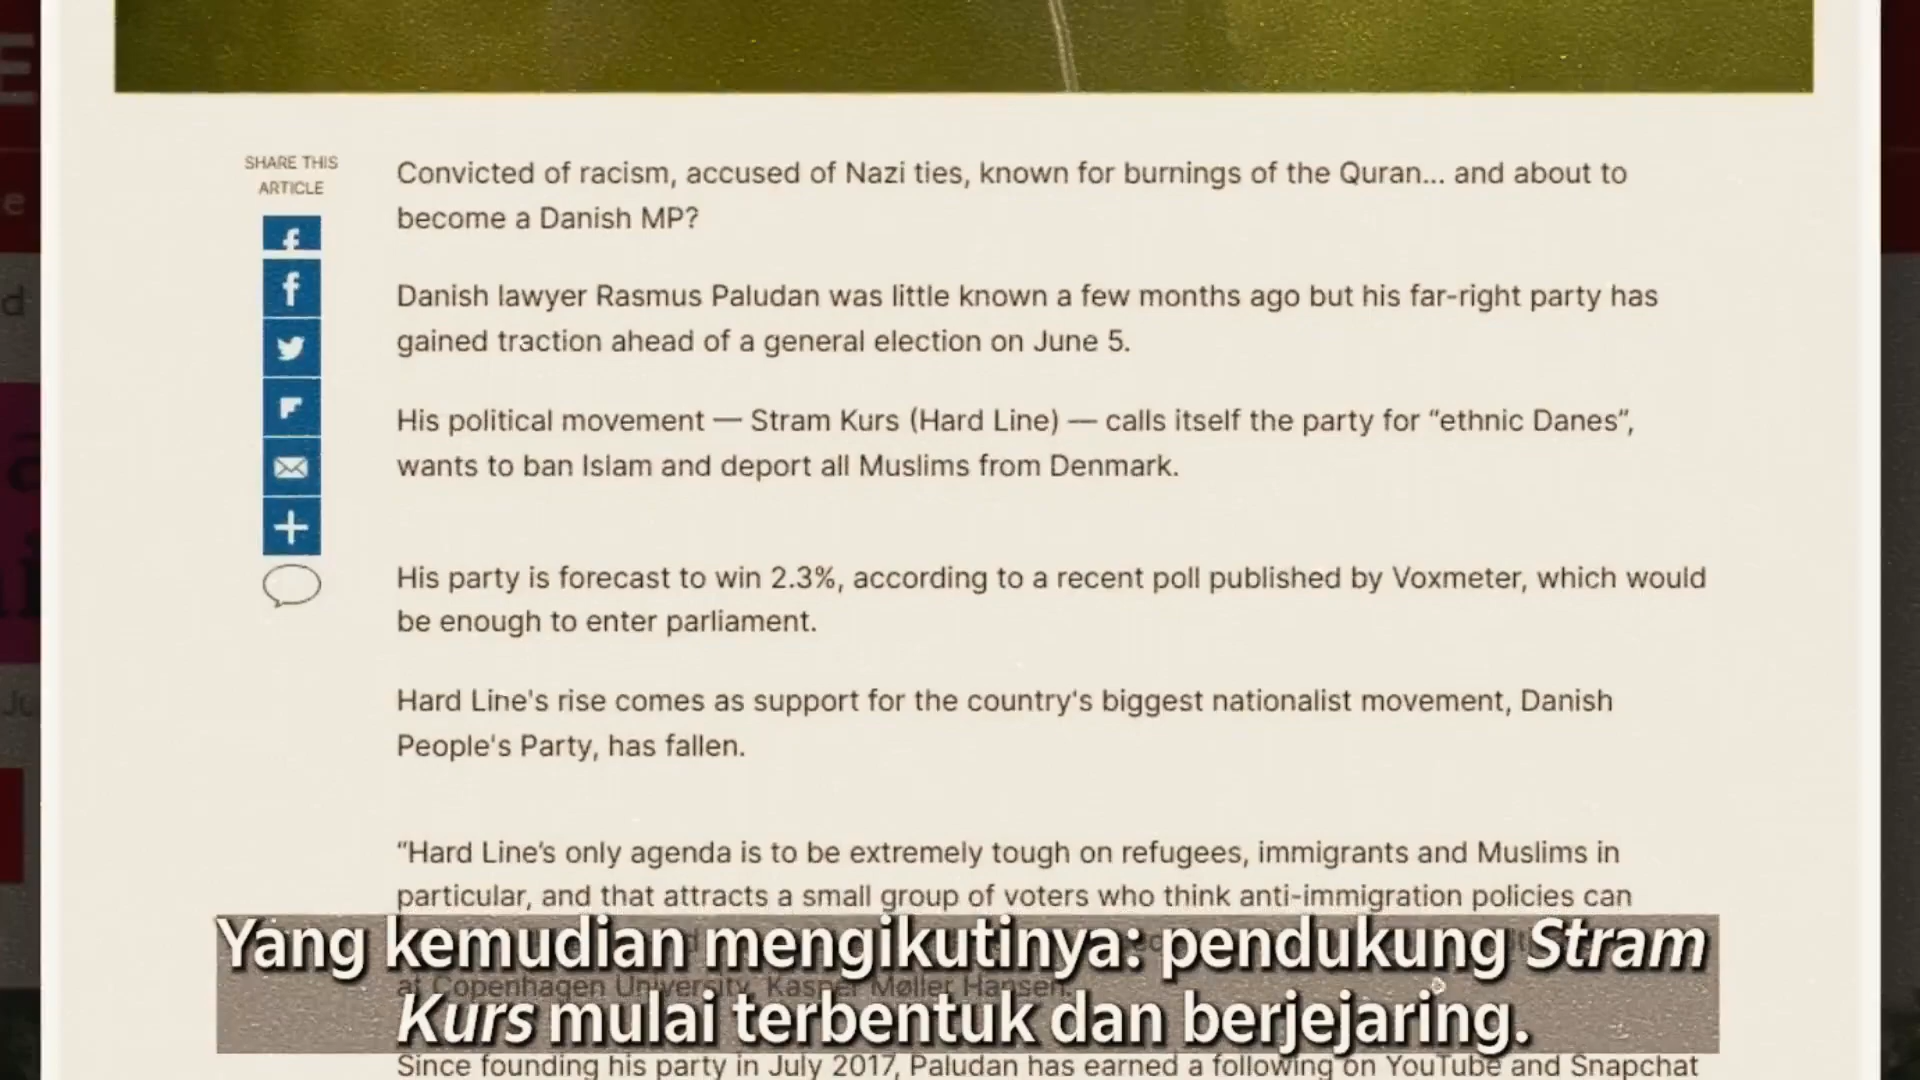 SHARE THIS
ARTICLE
Convicted of racism, accused of Nazi ties, known for burnings of the Quran... and about to
become a Danish MP?
Danish lawyer Rasmus Paludan was little known a few months ago but his far-right party has
gained traction ahead of a general election on June 5.
His political movement — Stram Kurs (Hard Line) — calls itself the party for “ethnic Danes”,
wants to ban Islam and deport all Muslims from Denmark.
His party is forecast to win 2.3%, according to a recent poll published by Voxmeter, which would
be enough to enter parliament.
Hard Line's rise comes as support for the country's biggest nationalist movement, Danish
People's Party, has fallen.
“Hard Line’s only agenda is to be extremely tough on refugees, immigrants and Muslims in
particular, and that attracts a small group of voters who think anti-immigration policies can
Yang kemudian mengikutinya: pendukung Stram
at Copenhagen University, Kasper Møller Hansen.
Kurs mulai terbentuk dan berjejaring.
Since founding his party in July 2017, Paludan has earned a following on YouTube and Snapchat